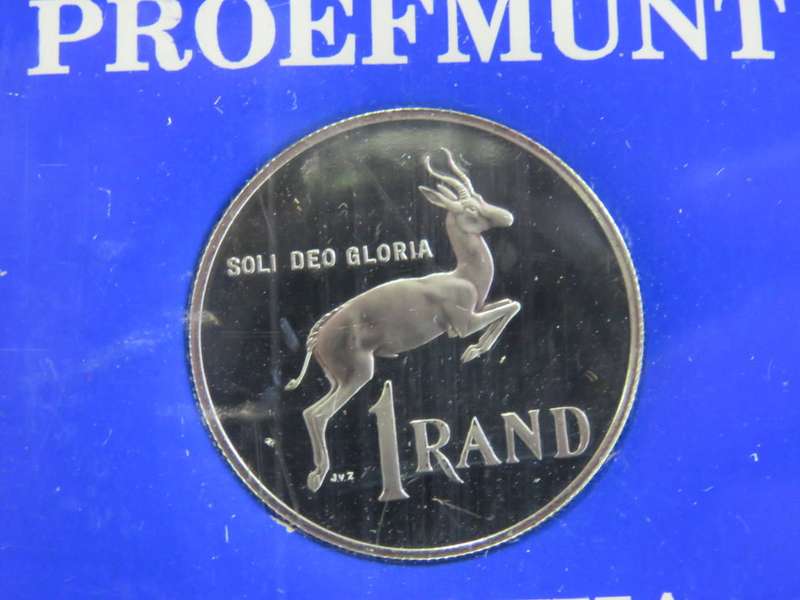 PROEFMUNT
SOLI DEO GLORIA
1 RAND
J.V.Z